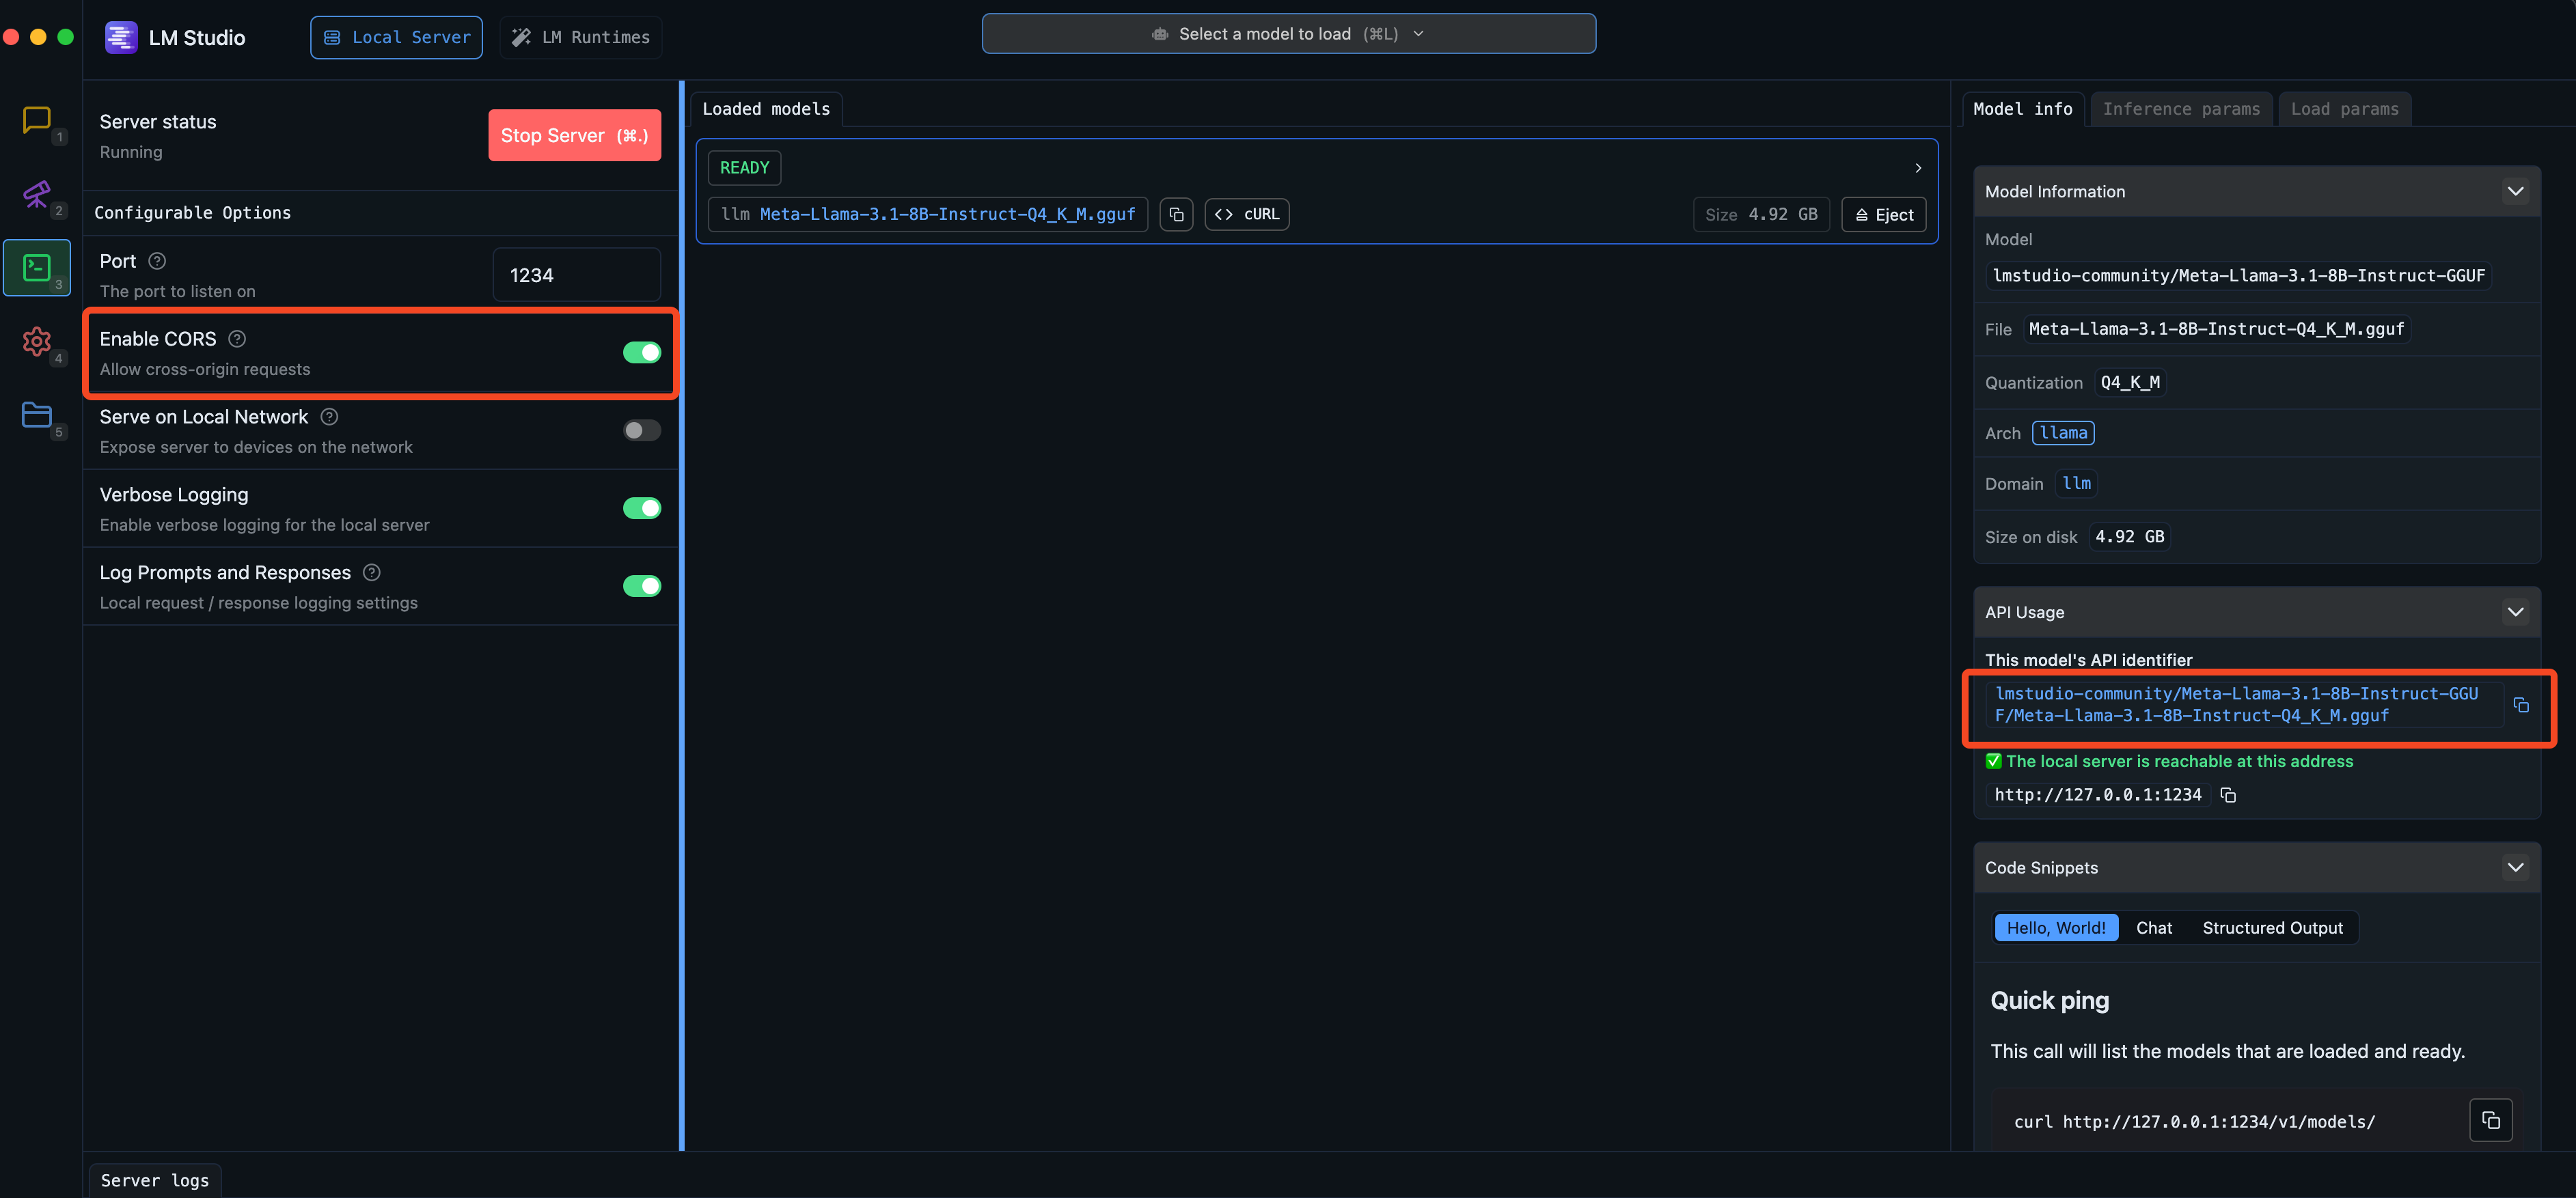 LM Studio
Local Server
LM Runtimes
Select a model to load (⌘L)
1
2
3
4
5
Server status
Running
Stop Server (⌘.)
Configurable Options
Port
The port to listen on
1234
Enable CORS
Allow cross-origin requests
Serve on Local Network
Expose server to devices on the network
Verbose Logging
Enable verbose logging for the local server
Log Prompts and Responses
Local request / response logging settings
Loaded models
READY
llm Meta-Llama-3.1-8B-Instruct-Q4_K_M.gguf
<> cURL
Size 4.92 GB
Eject
Model info
Inference params
Load params
Model Information
Model
lmstudio-community/Meta-Llama-3.1-8B-Instruct-GGUF
File Meta-Llama-3.1-8B-Instruct-Q4_K_M.gguf
Quantization Q4_K_M
Arch llama
Domain llm
Size on disk 4.92 GB
API Usage
This model's API identifier
lmstudio-community/Meta-Llama-3.1-8B-Instruct-GGU
F/Meta-Llama-3.1-8B-Instruct-Q4_K_M.gguf
✅ The local server is reachable at this address
http://127.0.0.1:1234
Code Snippets
Hello, World!
Chat
Structured Output
Quick ping
This call will list the models that are loaded and ready.
curl http://127.0.0.1:1234/v1/models/
Server logs